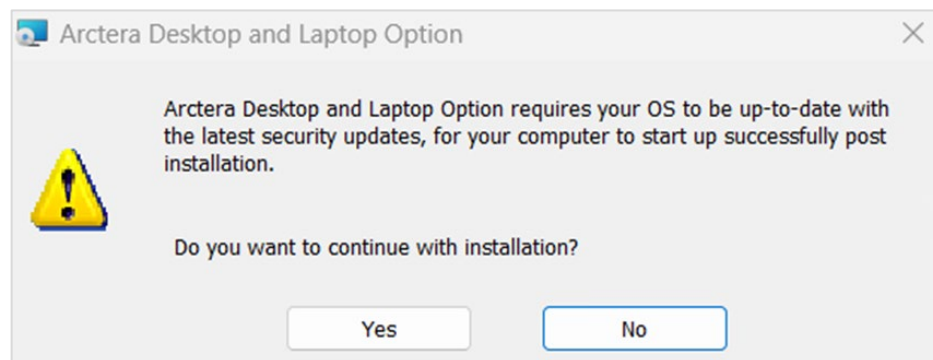 Arctera Desktop and Laptop Option
Arctera Desktop and Laptop Option requires your OS to be up-to-date with
the latest security updates, for your computer to start up successfully post
installation.
Do you want to continue with installation?
Yes
No